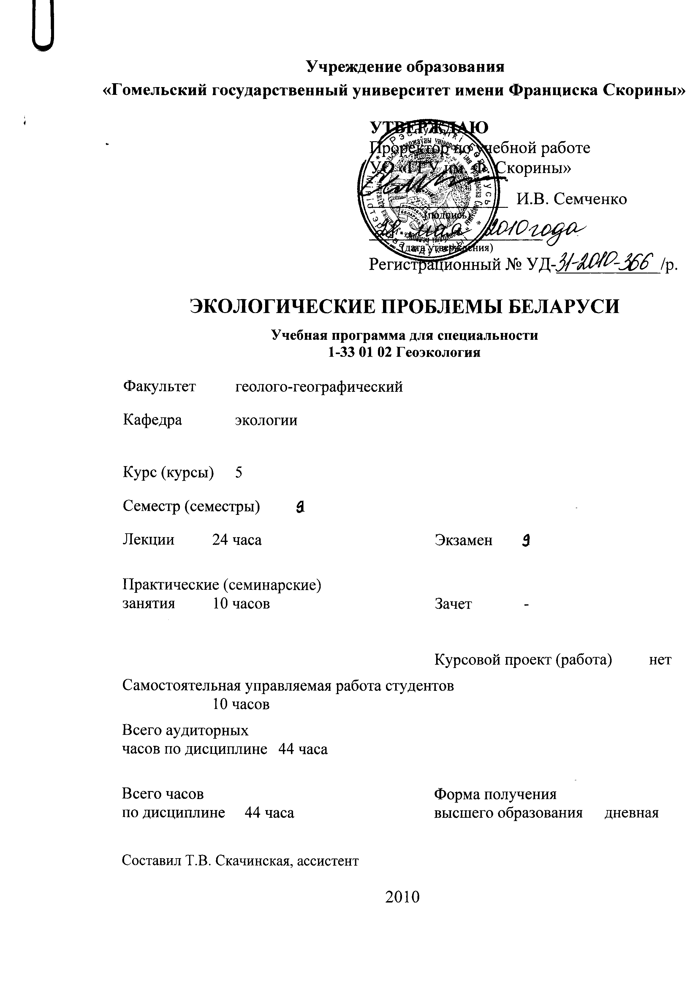 Учреждение образования
«Гомельский государственный университет имени Франциска Скорины»
УТВЕРЖДАЮ
Проректор по учебной работе
УО «ГГУ им. Ф. Скорины»
И.В. Семченко
(подпись)
мая 2010 года
(дата утверждения)
Регистрационный № УД-31-2010-366 /р.
ЭКОЛОГИЧЕСКИЕ ПРОБЛЕМЫ БЕЛАРУСИ
Учебная программа для специальности
1-33 01 02 Геоэкология
Факультет геолого-географический
Кафедра экологии
Курс (курсы) 5
Семестр (семестры) 9
Лекции 24 часа Экзамен 9
Практические (семинарские)
занятия 10 часов Зачет -
Курсовой проект (работа) нет
Самостоятельная управляемая работа студентов
10 часов
Всего аудиторных
часов по дисциплине 44 часа
Всего часов Форма получения
по дисциплине 44 часа высшего образования дневная
Составил Т.В. Скачинская, ассистент
2010